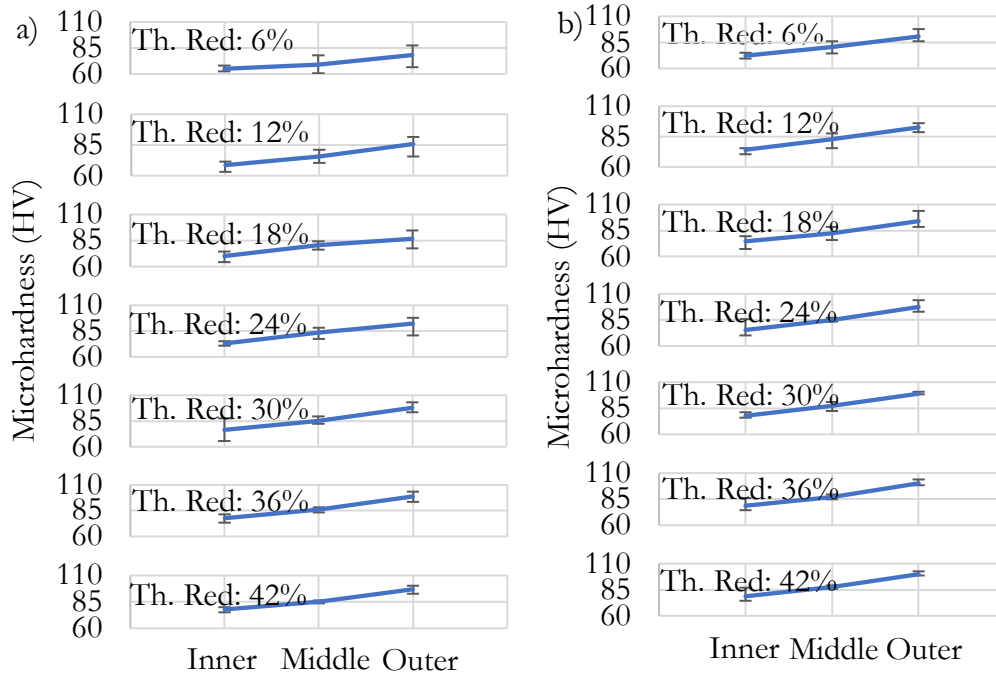 a)
Microhardness (HV)
110
85
60
Th. Red: 6%
110
85
60
Th. Red: 12%
110
85
60
Th. Red: 18%
110
85
60
Th. Red: 24%
110
85
60
Th. Red: 30%
110
85
60
Th. Red: 36%
110
85
60
Th. Red: 42%
Inner Middle Outer
b)
Microhardness (HV)
110
85
60
Th. Red: 6%
110
85
60
Th. Red: 12%
110
85
60
Th. Red: 18%
110
85
60
Th. Red: 24%
110
85
60
Th. Red: 30%
110
85
60
Th. Red: 36%
110
85
60
Th. Red: 42%
Inner Middle Outer